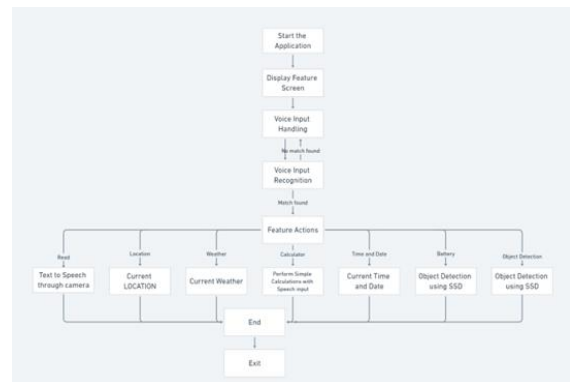 Start the
Application
Display Feature
Screen
Voice Input
Handling
No match found
Voice Input
Recognition
Match found
Feature Actions
Read
Location
Weather
Calculator
Time and Date
Battery
Object Detection
Text to Speech
through camera
Current
LOCATION
Current Weather
Perform Simple
Calculations with
Speech input
Current Time
and Date
Object Detection
using SSD
Object Detection
using SSD
End
Exit